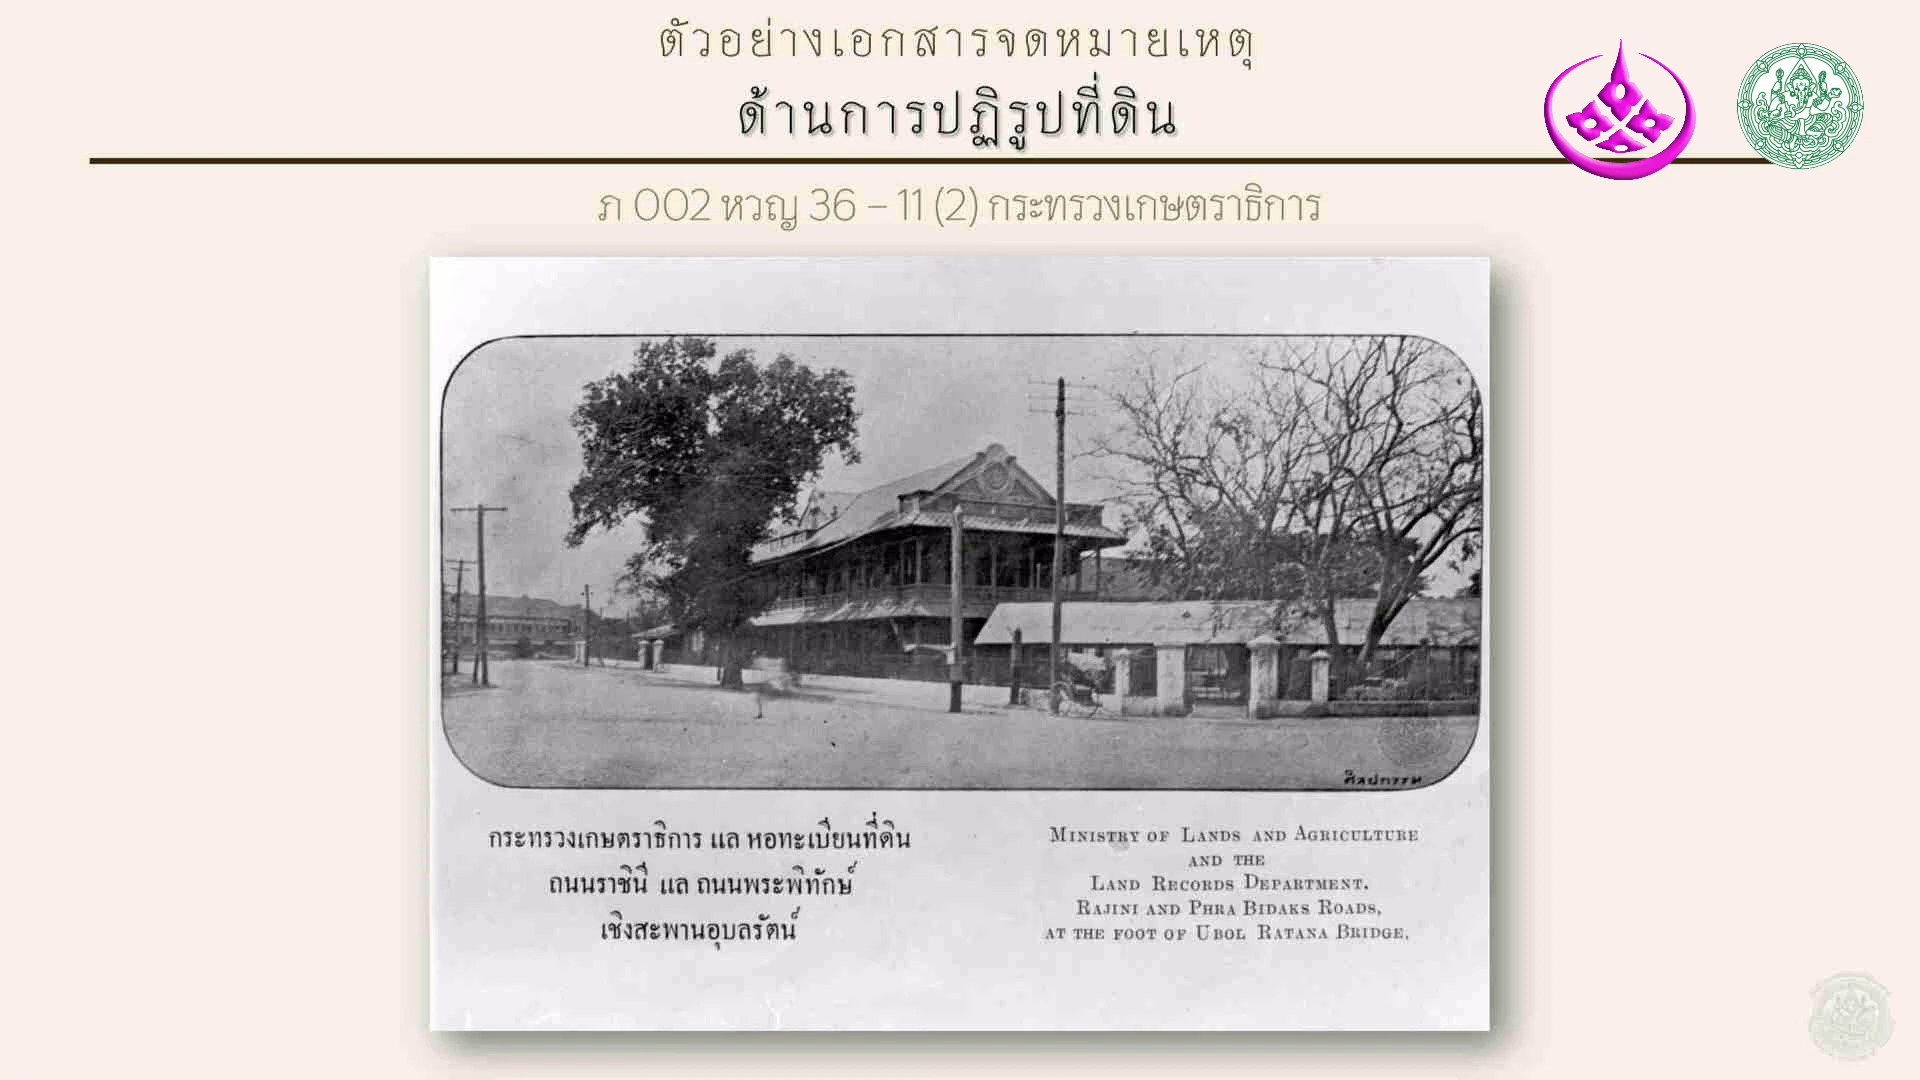 ตัวอย่างเอกสารจดหมายเหตุ
ด้านการปฏิรูปที่ดิน
ภ 002 หวญ 36 – 11 (2) กระทรวงเกษตราธิการ
ศิลปกรรม
กระทรวงเกษตราธิการ แล หอทะเบียนที่ดิน
ถนนราชินี แล ถนนพระพิทักษ์
เชิงสะพานอุบลรัตน์
MINISTRY OF LANDS AND AGRICULTURE
AND THE
LAND RECORDS DEPARTMENT.
RAJINI AND PHRA BIDAKS ROADS,
AT THE FOOT OF UBOL RATANA BRIDGE,